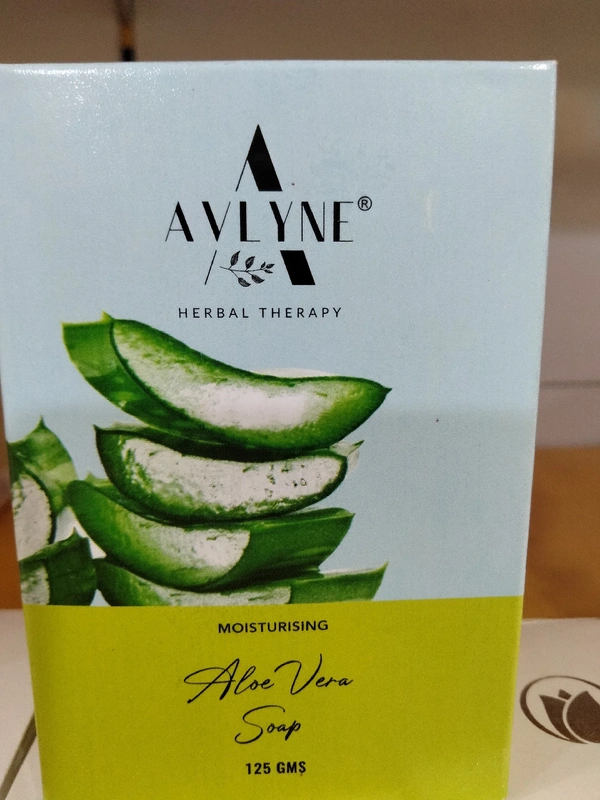 AVLYNE®
HERBAL THERAPY
MOISTURISING
Aloe Vera
Soap
125 GMS